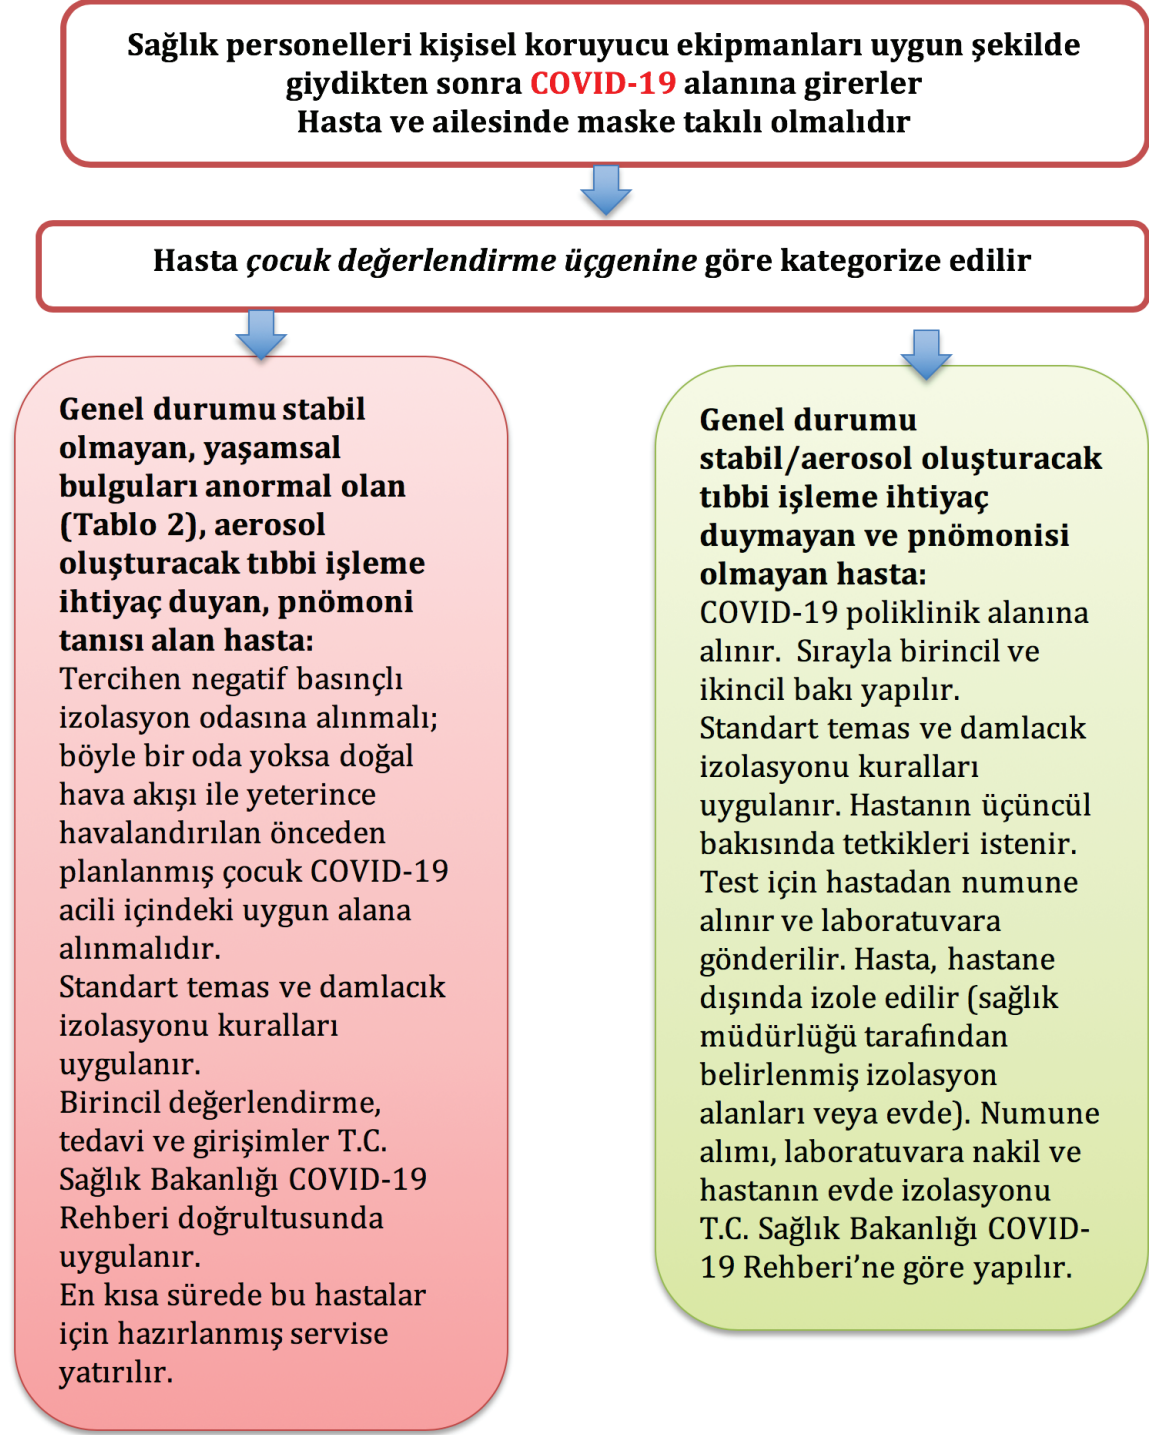 Sağlık personelleri kişisel koruyucu ekipmanları uygun şekilde
giydikten sonra COVID-19 alanına girerler
Hasta ve ailesinde maske takılı olmalıdır
Hasta çocuk değerlendirme üçgenine göre kategorize edilir
Genel durumu stabil
olmayan, yaşamsal
bulguları anormal olan
(Tablo 2), aerosol
oluşturacak tıbbi işleme
ihtiyaç duyan, pnömoni
tanısı alan hasta:
Tercihen negatif basınçlı
izolasyon odasına alınmalı;
böyle bir oda yoksa doğal
hava akışı ile yeterince
havalandırılan önceden
planlanmış çocuk COVID-19
acili içindeki uygun alana
alınmalıdır.
Standart temas ve damlacık
izolasyonu kuralları
uygulanır.
Birincil değerlendirme,
tedavi ve girişimler T.C.
Sağlık Bakanlığı COVID-19
Rehberi doğrultusunda
uygulanır.
En kısa sürede bu hastalar
için hazırlanmış servise
yatırılır.
Genel durumu
stabil/aerosol oluşturacak
tıbbi işleme ihtiyaç
duymayan ve pnömonisi
olmayan hasta:
COVID-19 poliklinik alanına
alınır. Sırayla birincil ve
ikincil bakı yapılır.
Standart temas ve damlacık
izolasyonu kuralları
uygulanır. Hastanın üçüncül
bakısında tetkikleri istenir.
Test için hastadan numune
alınır ve laboratuvara
gönderilir. Hasta, hastane
dışında izole edilir (sağlık
müdürlüğü tarafından
belirlenmiş izolasyon
alanları veya evde). Numune
alımı, laboratuvara nakil ve
hastanın evde izolasyonu
T.C. Sağlık Bakanlığı COVID-
19 Rehberi’ne göre yapılır.